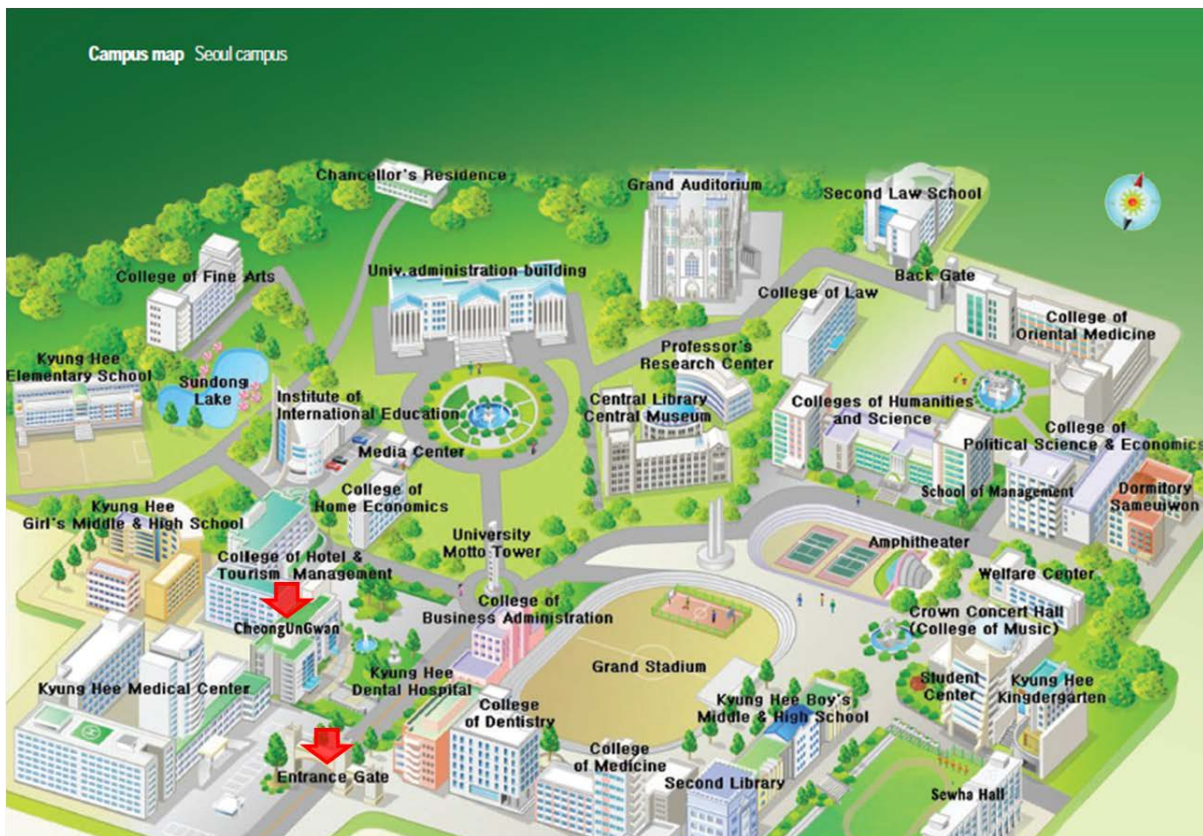 Campus map Seoul campus
Chancellor's Residence
Grand Auditorium
Second Law School
College of Fine Arts
Univ.administration building
Back Gate
College of Law
College of
Oriental Medicine
Kyung Hee
Elementary School
Sundong
Lake
Institute of
International Education
Professor's
Research Center
Central Library
Central Museum
Colleges of Humanities
and Science
College of
Political Science & Economics
Media Center
College of
Home Economics
School of Management
Dormitory
Sameuiwon
Kyung Hee
Girl's Middle & High School
University
Motto Tower
Amphitheater
College of Hotel &
Tourism Management
Welfare Center
College of
Business Administration
Crown Concert Hall
(College of Music)
CheongUnGwan
Grand Stadium
Kyung Hee Medical Center
Kyung Hee
Dental Hospital
Student
Center
Kyung Hee
Kingdergarten
College
of Dentistry
Kyung Hee Boy's
Middle & High School
College
of Medicine
Entrance Gate
Second Library
Sewha Hall
H